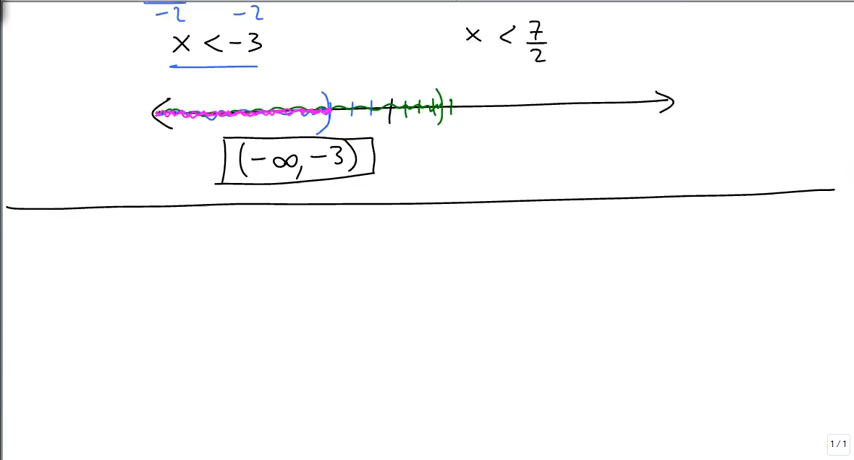 -2 -2
x < -3 x < 7/2
(-∞, -3)
1 / 1